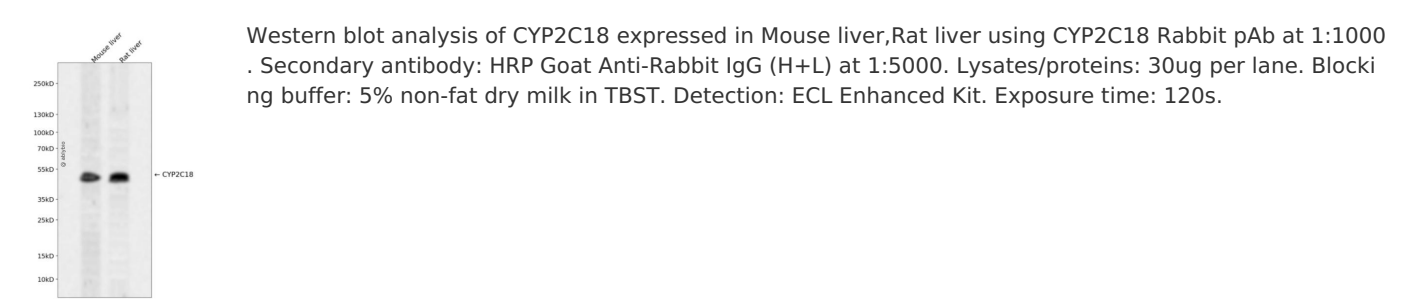 Mouse liver
Rat liver
Western blot analysis of CYP2C18 expressed in Mouse liver,Rat liver using CYP2C18 Rabbit pAb at 1:1000
. Secondary antibody: HRP Goat Anti-Rabbit IgG (H+L) at 1:5000. Lysates/proteins: 30ug per lane. Blocki
ng buffer: 5% non-fat dry milk in TBST. Detection: ECL Enhanced Kit. Exposure time: 120s.
250kD
130kD
100kD
70kD
55kD
← CYP2C18
35kD
25kD
15kD
10kD